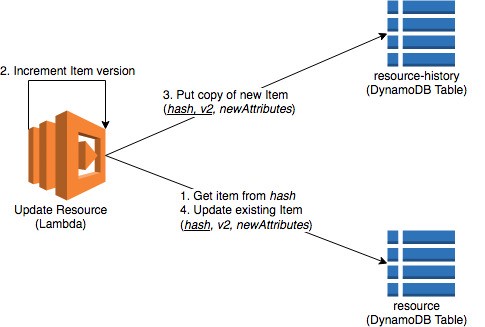 2. Increment Item version
3. Put copy of new Item
(hash, v2, newAttributes)
resource-history
(DynamoDB Table)
Update Resource
(Lambda)
1. Get item from hash
4. Update existing Item
(hash, v2, newAttributes)
resource
(DynamoDB Table)